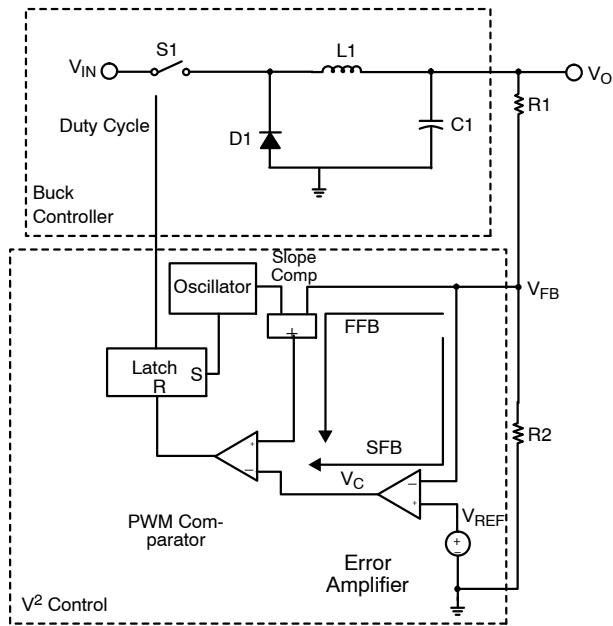 S1
L1
V_IN
V_O
R1
Duty Cycle
D1
C1
Buck
Controller
Slope
Comp
Oscillator
+
V_FB
FFB
Latch
S
R
R2
+
−
SFB
V_C
−
+
V_REF
PWM Com-
parator
+
−
Error
Amplifier
V² Control